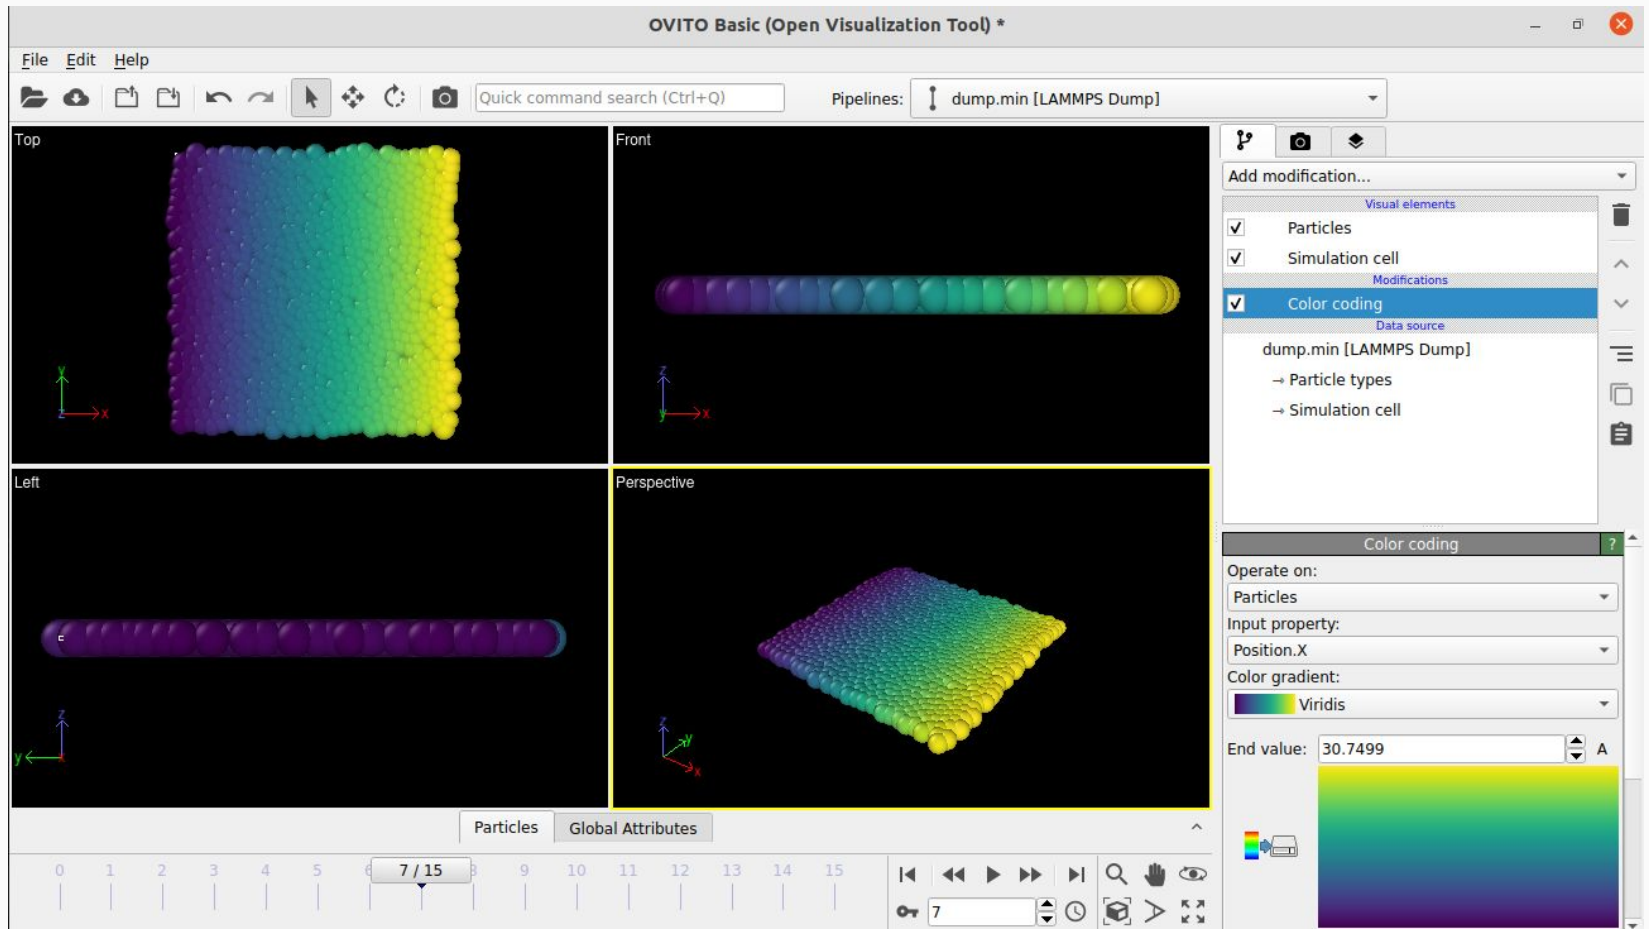 OVITO Basic (Open Visualization Tool) *
File Edit Help
Quick command search (Ctrl+Q)
Pipelines: dump.min [LAMMPS Dump]
Top
y
z x
Front
z
y x
Left
z
y x
Perspective
z
y
x
Add modification...
Visual elements
Particles
Simulation cell
Modifications
Color coding
Data source
dump.min [LAMMPS Dump]
→ Particle types
→ Simulation cell
Color coding ?
Operate on:
Particles
Input property:
Position.X
Color gradient:
Viridis
End value: 30.7499 A
Particles Global Attributes
0 1 2 3 4 5 6 7 / 15 8 9 10 11 12 13 14 15
7